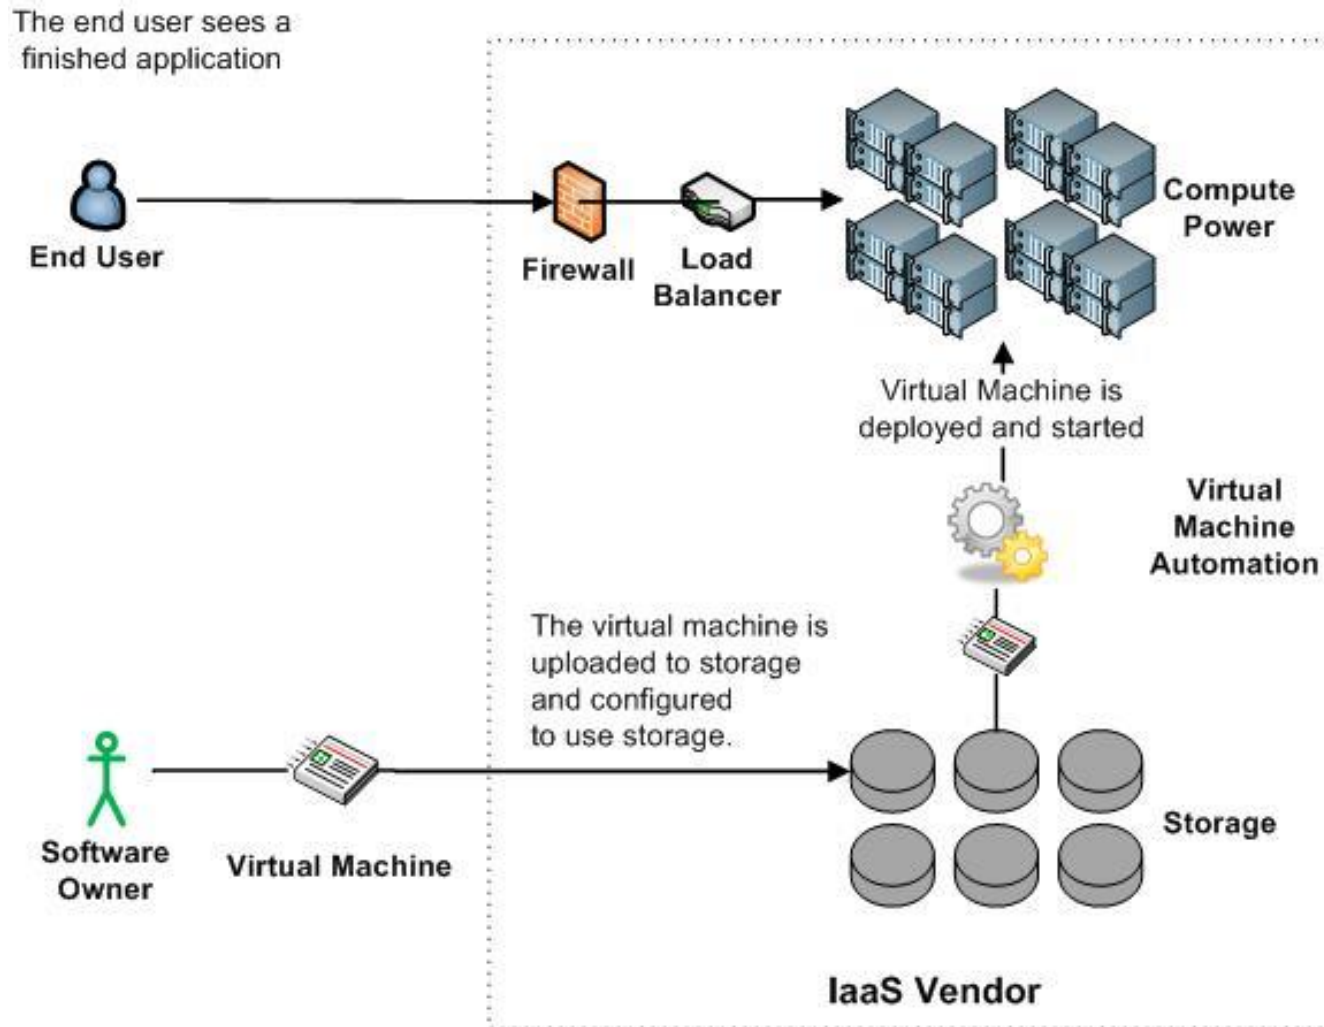 The end user sees a
finished application
End User
Firewall
Load
Balancer
Compute
Power
Virtual Machine is
deployed and started
Virtual
Machine
Automation
The virtual machine is
uploaded to storage
and configured
to use storage.
Software
Owner
Virtual Machine
Storage
IaaS Vendor